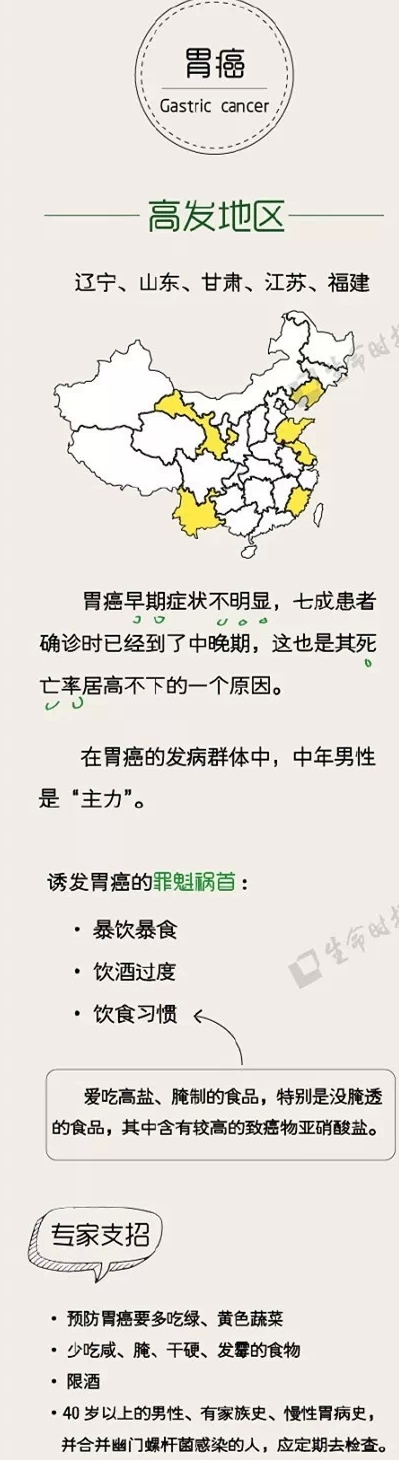 胃癌
Gastric cancer
高发地区
辽宁、山东、甘肃、江苏、福建
生命时报
胃癌早期症状不明显，七成患者
确诊时已经到了中晚期，这也是其死
亡率居高不下的一个原因。
在胃癌的发病群体中，中年男性
是“主力”。
诱发胃癌的罪魁祸首：
• 暴饮暴食
• 饮酒过度
生命时报
• 饮食习惯
爱吃高盐、腌制的食品，特别是没腌透
的食品，其中含有较高的致癌物亚硝酸盐。
专家支招
• 预防胃癌要多吃绿、黄色蔬菜
• 少吃咸、腌、干硬、发霉的食物
• 限酒
• 40 岁以上的男性、有家族史、慢性胃病史，
并合并幽门螺杆菌感染的人，应定期去检查。